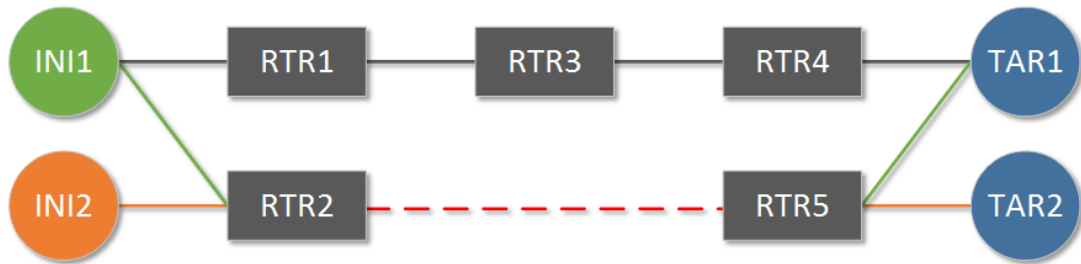 INI1 RTR1 RTR3 RTR4 TAR1
INI2 RTR2 RTR5 TAR2